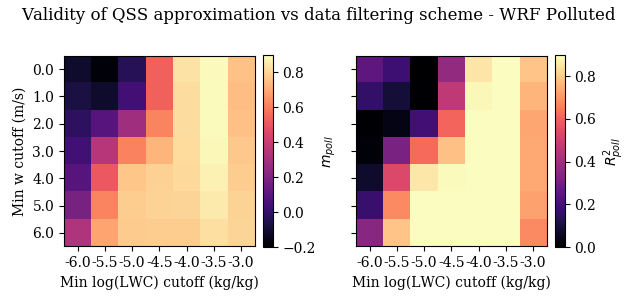 Validity of QSS approximation vs data filtering scheme - WRF Polluted
Min w cutoff (m/s)
0.0
1.0
2.0
3.0
4.0
5.0
6.0
-6.0 -5.5 -5.0 -4.5 -4.0 -3.5 -3.0
Min log(LWC) cutoff (kg/kg)
0.8
0.6
0.4
0.2
0.0
−0.2
m_poll
-6.0 -5.5 -5.0 -4.5 -4.0 -3.5 -3.0
Min log(LWC) cutoff (kg/kg)
0.8
0.6
0.4
0.2
0.0
R²_poll